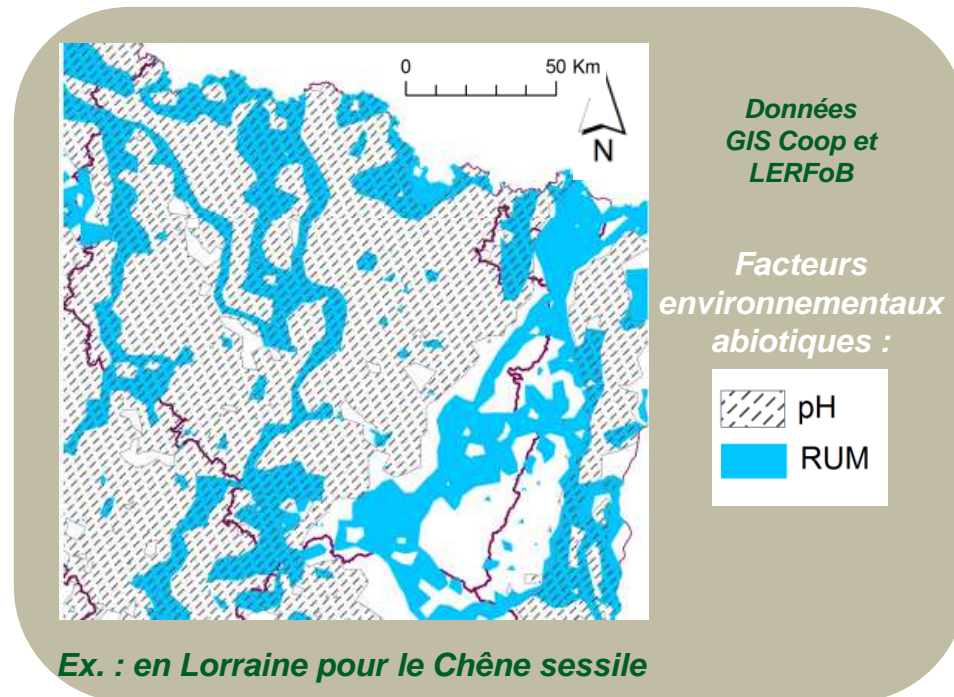 0 50 Km
N
Données
GIS Coop et
LERFoB
Facteurs
environnementaux
abiotiques :
pH
RUM
Ex. : en Lorraine pour le Chêne sessile